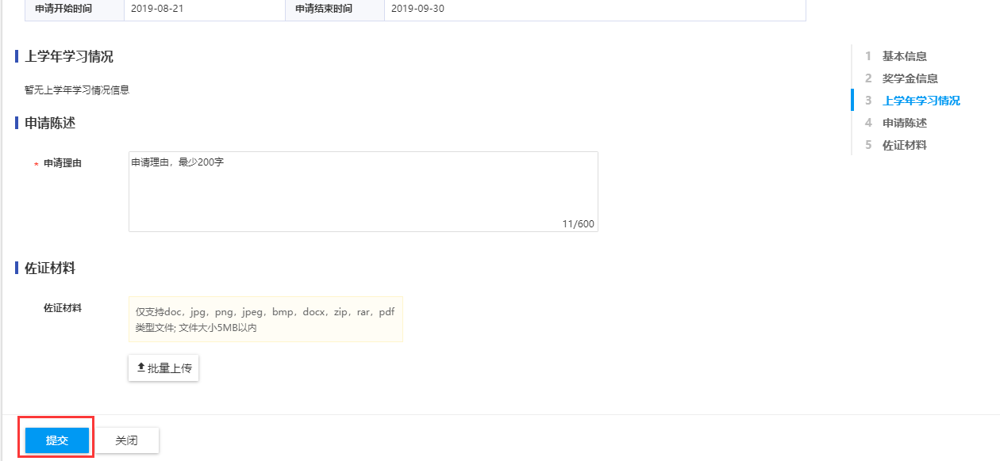 申请开始时间 2019-08-21 申请结束时间 2019-09-30
上学年学习情况
暂无上学年学习情况信息
申请陈述
* 申请理由 申请理由，最少200字
11/600
佐证材料
佐证材料 仅支持doc，jpg，png，jpeg，bmp，docx，zip，rar，pdf
类型文件; 文件大小5MB以内
批量上传
提交 关闭
1 基本信息
2 奖学金信息
3 上学年学习情况
4 申请陈述
5 佐证材料